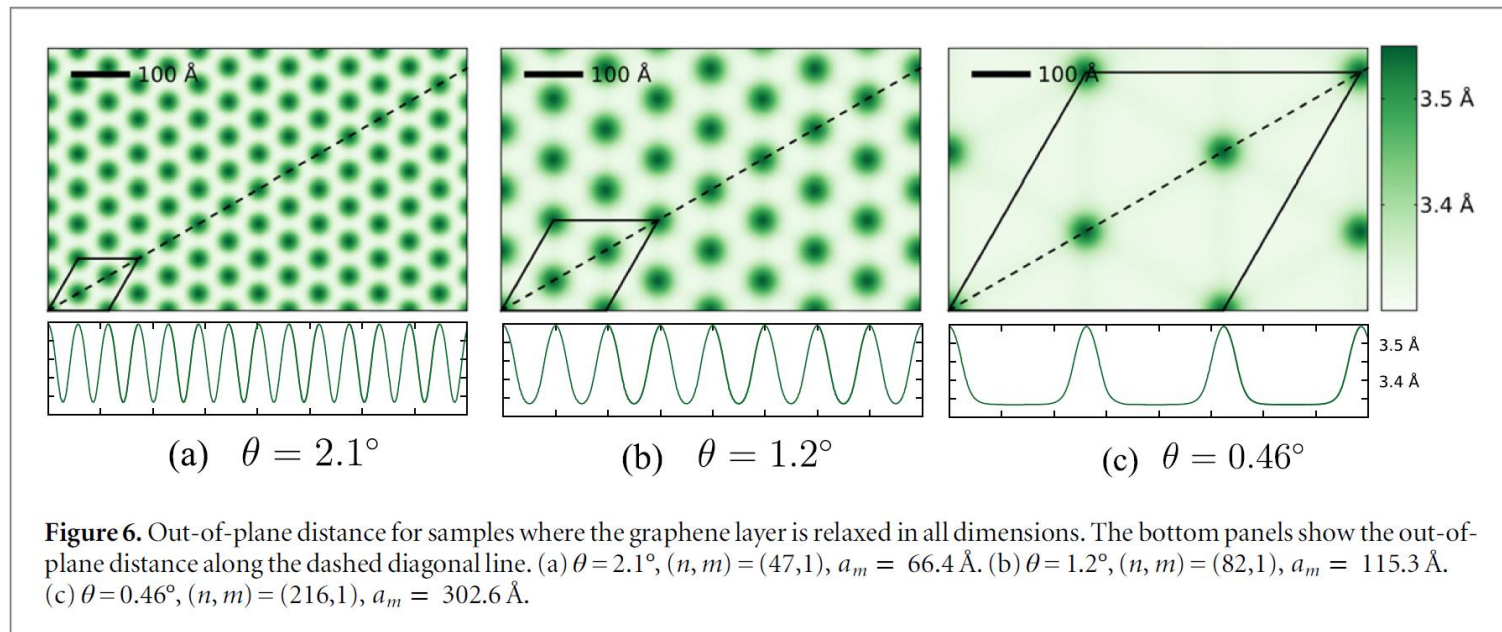 100 Å
100 Å
100 Å
3.5 Å
3.4 Å
3.5 Å
3.4 Å
(a) θ = 2.1°
(b) θ = 1.2°
(c) θ = 0.46°
Figure 6. Out-of-plane distance for samples where the graphene layer is relaxed in all dimensions. The bottom panels show the out-of-
plane distance along the dashed diagonal line. (a) θ = 2.1°, (n, m) = (47,1), aₘ = 66.4 Å. (b) θ = 1.2°, (n, m) = (82,1), aₘ = 115.3 Å.
(c) θ = 0.46°, (n, m) = (216,1), aₘ = 302.6 Å.